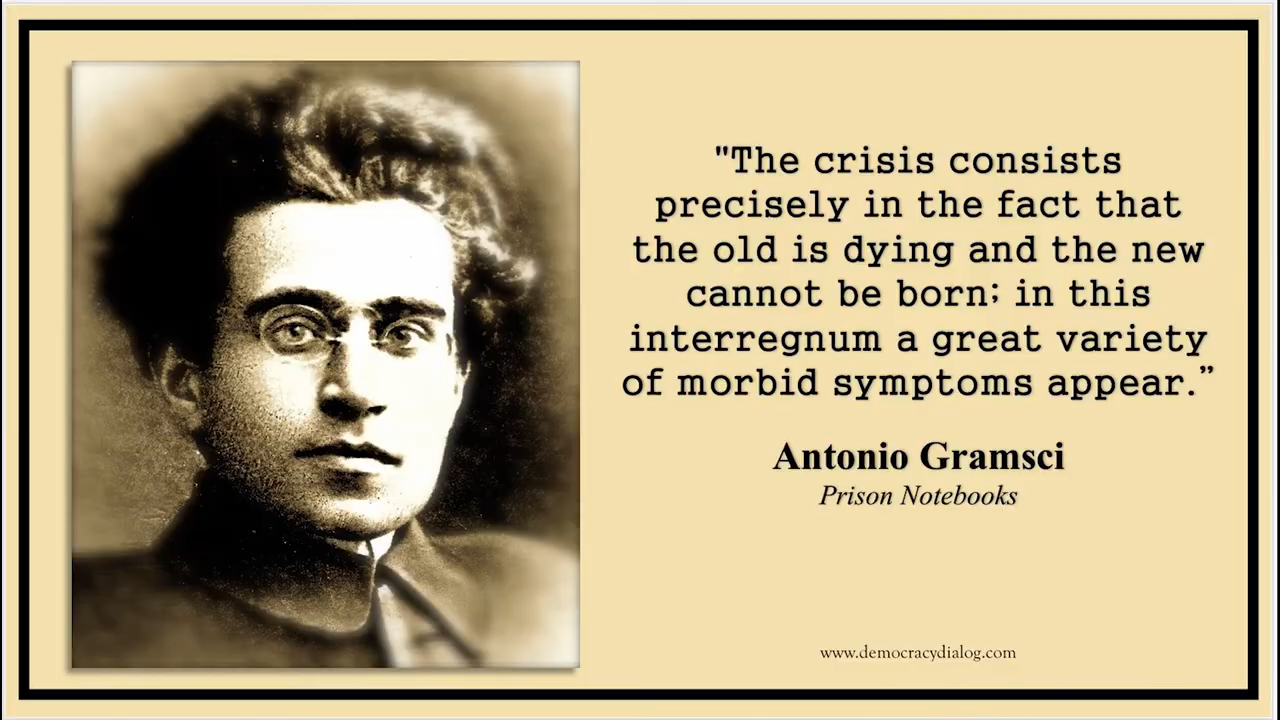 "The crisis consists
precisely in the fact that
the old is dying and the new
cannot be born; in this
interregnum a great variety
of morbid symptoms appear.”
Antonio Gramsci
Prison Notebooks
www.democracydialog.com